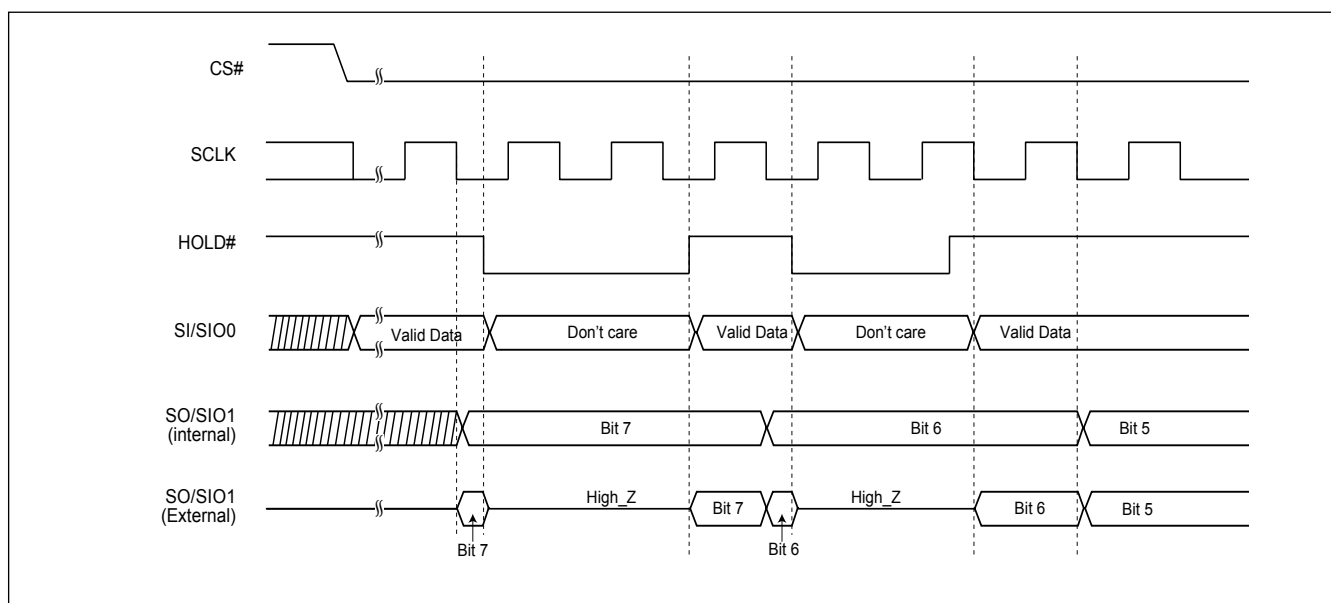 CS#
SCLK
HOLD#
SI/SIO0
Valid Data
Don't care
Valid Data
Don't care
Valid Data
SO/SIO1
(internal)
Bit 7
Bit 6
Bit 5
SO/SIO1
(External)
High_Z
Bit 7
High_Z
Bit 6
Bit 5
Bit 7
Bit 6